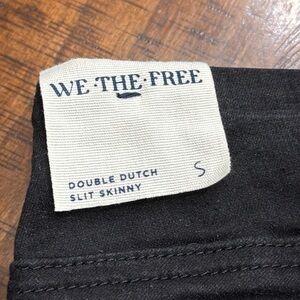 WE·THE·FREE
DOUBLE DUTCH
SLIT SKINNY
S